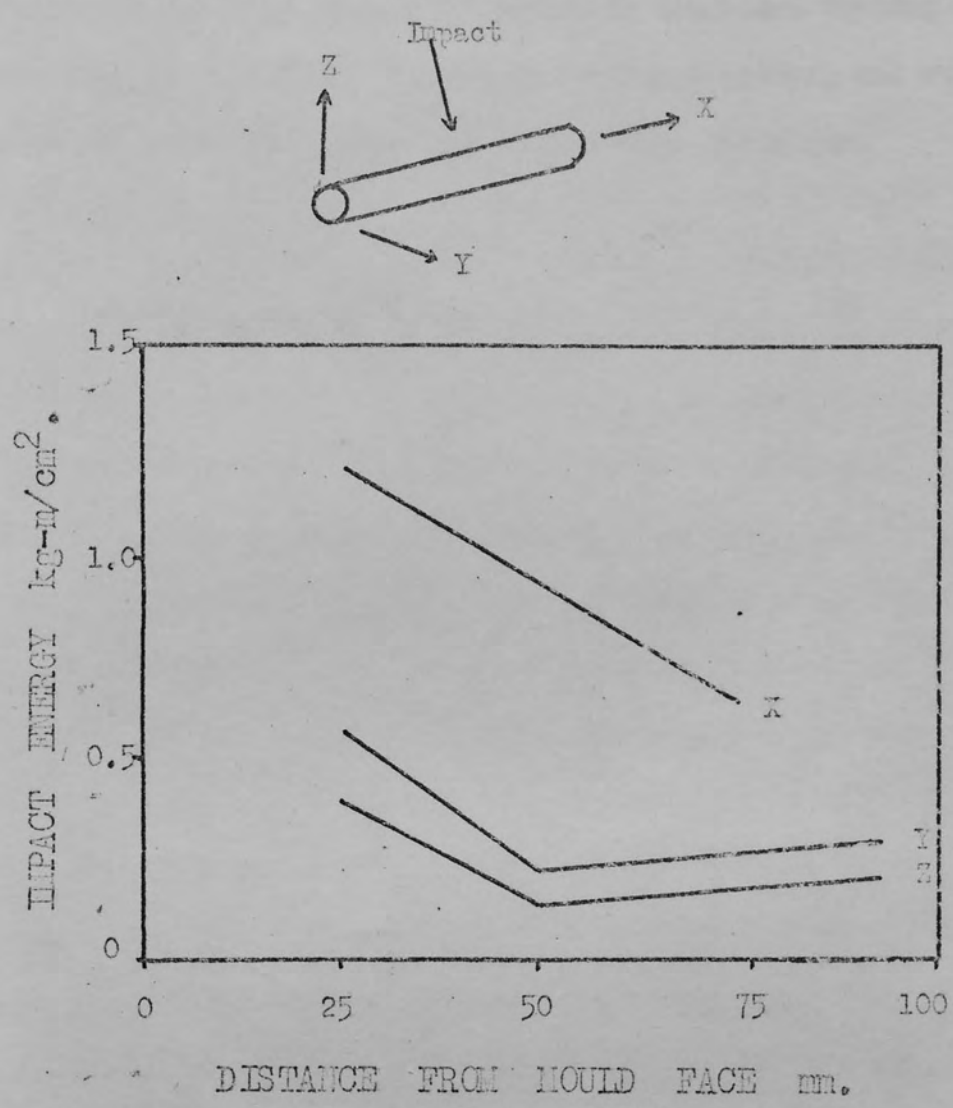 Impact
Z
X
Y
1.5
IMPACT ENERGY kg-m/cm².
1.0
X
0.5
Y
Z
0
0 25 50 75 100
DISTANCE FROM MOULD FACE mm.